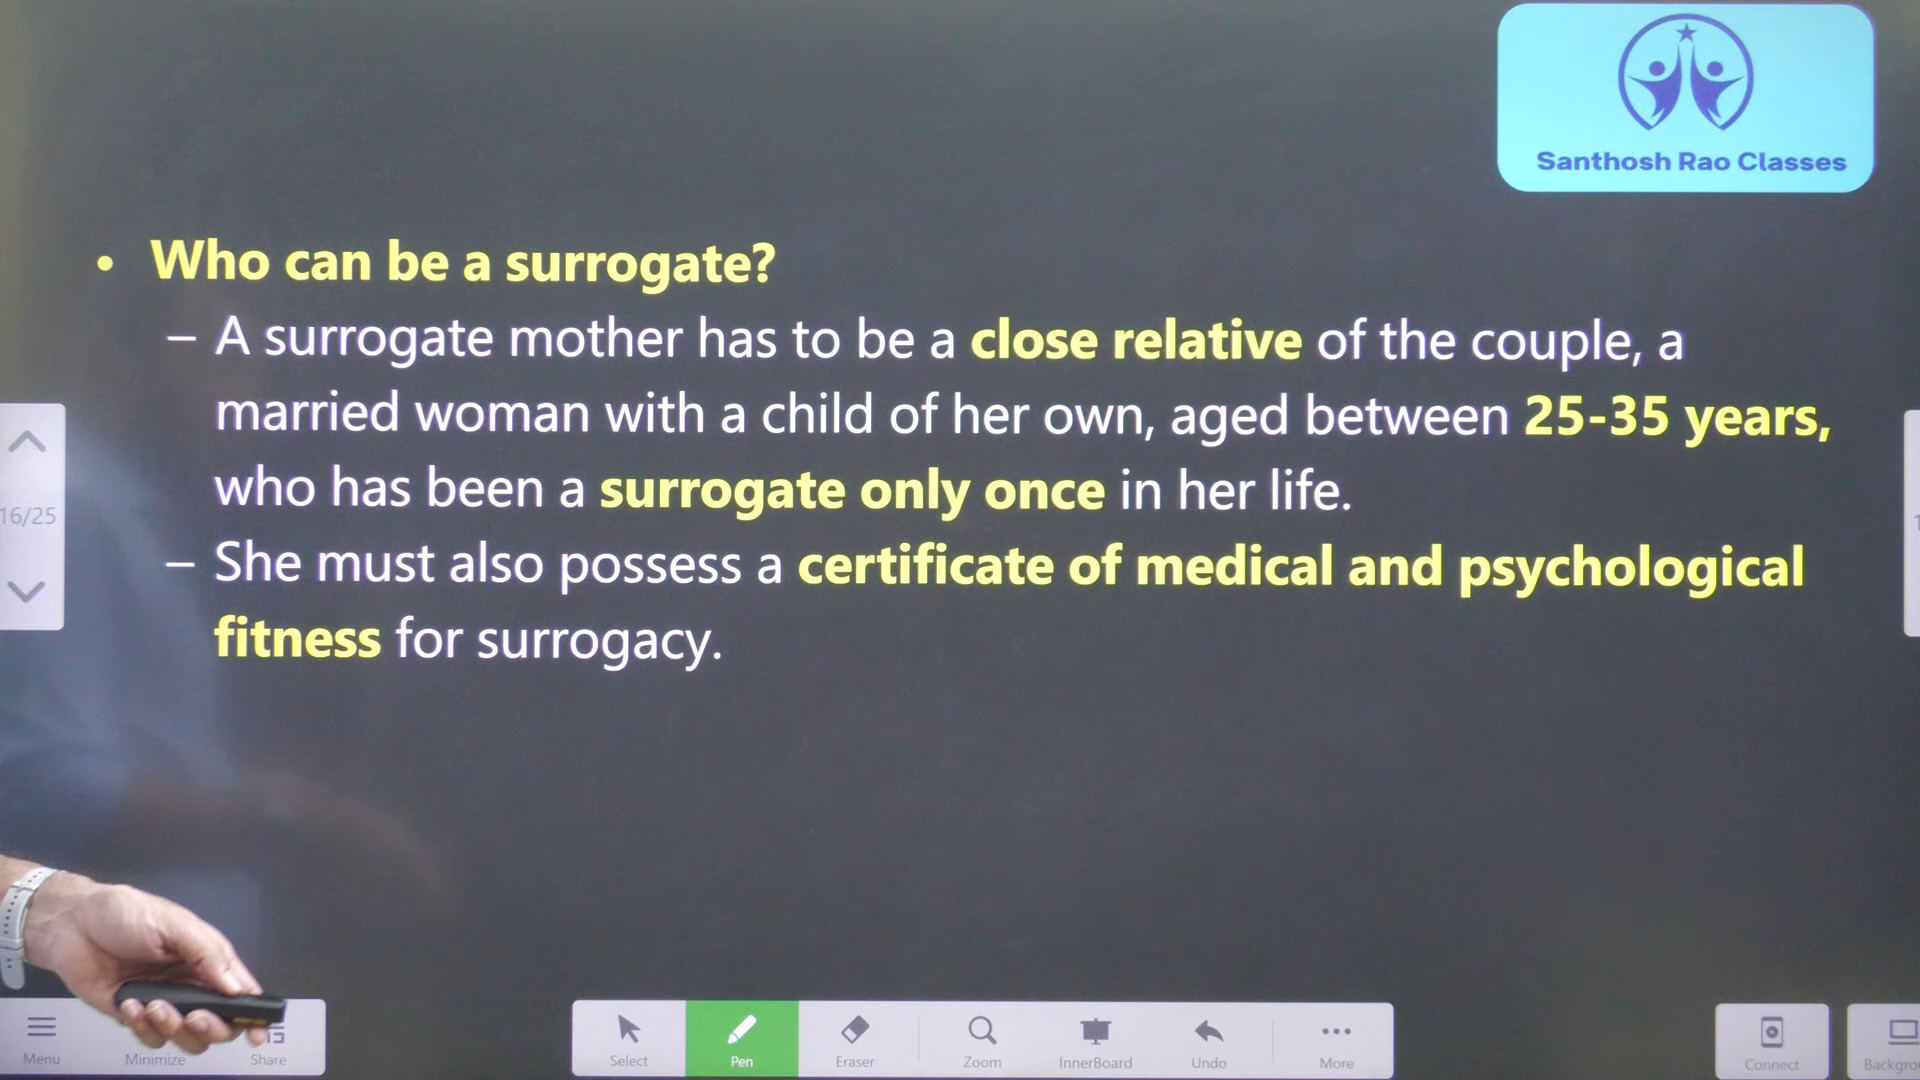 Santhosh Rao Classes
• Who can be a surrogate?
– A surrogate mother has to be a close relative of the couple, a
married woman with a child of her own, aged between 25-35 years,
who has been a surrogate only once in her life.
– She must also possess a certificate of medical and psychological
fitness for surrogacy.
16/25
Menu Minimize Share Select Pen Eraser Zoom InnerBoard Undo More Connect